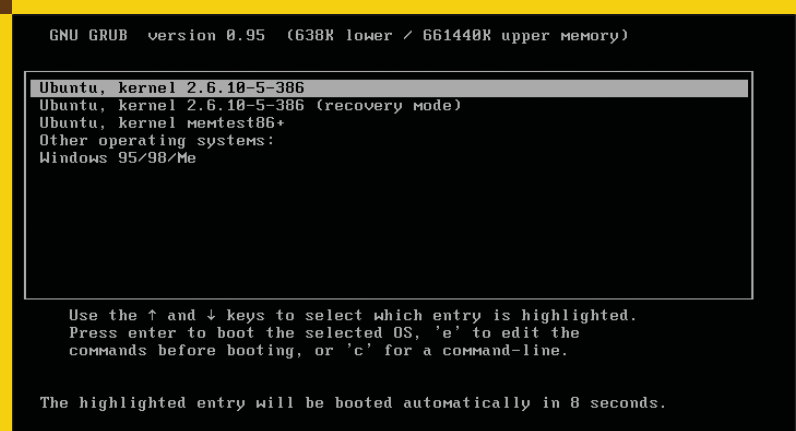 GNU GRUB  version 0.95  (638K lower / 661440K upper memory)
Ubuntu, kernel 2.6.10-5-386
Ubuntu, kernel 2.6.10-5-386 (recovery mode)
Ubuntu, kernel memtest86+
Other operating systems:
Windows 95/98/Me
Use the ↑ and ↓ keys to select which entry is highlighted.
Press enter to boot the selected OS, 'e' to edit the
commands before booting, or 'c' for a command-line.
The highlighted entry will be booted automatically in 8 seconds.